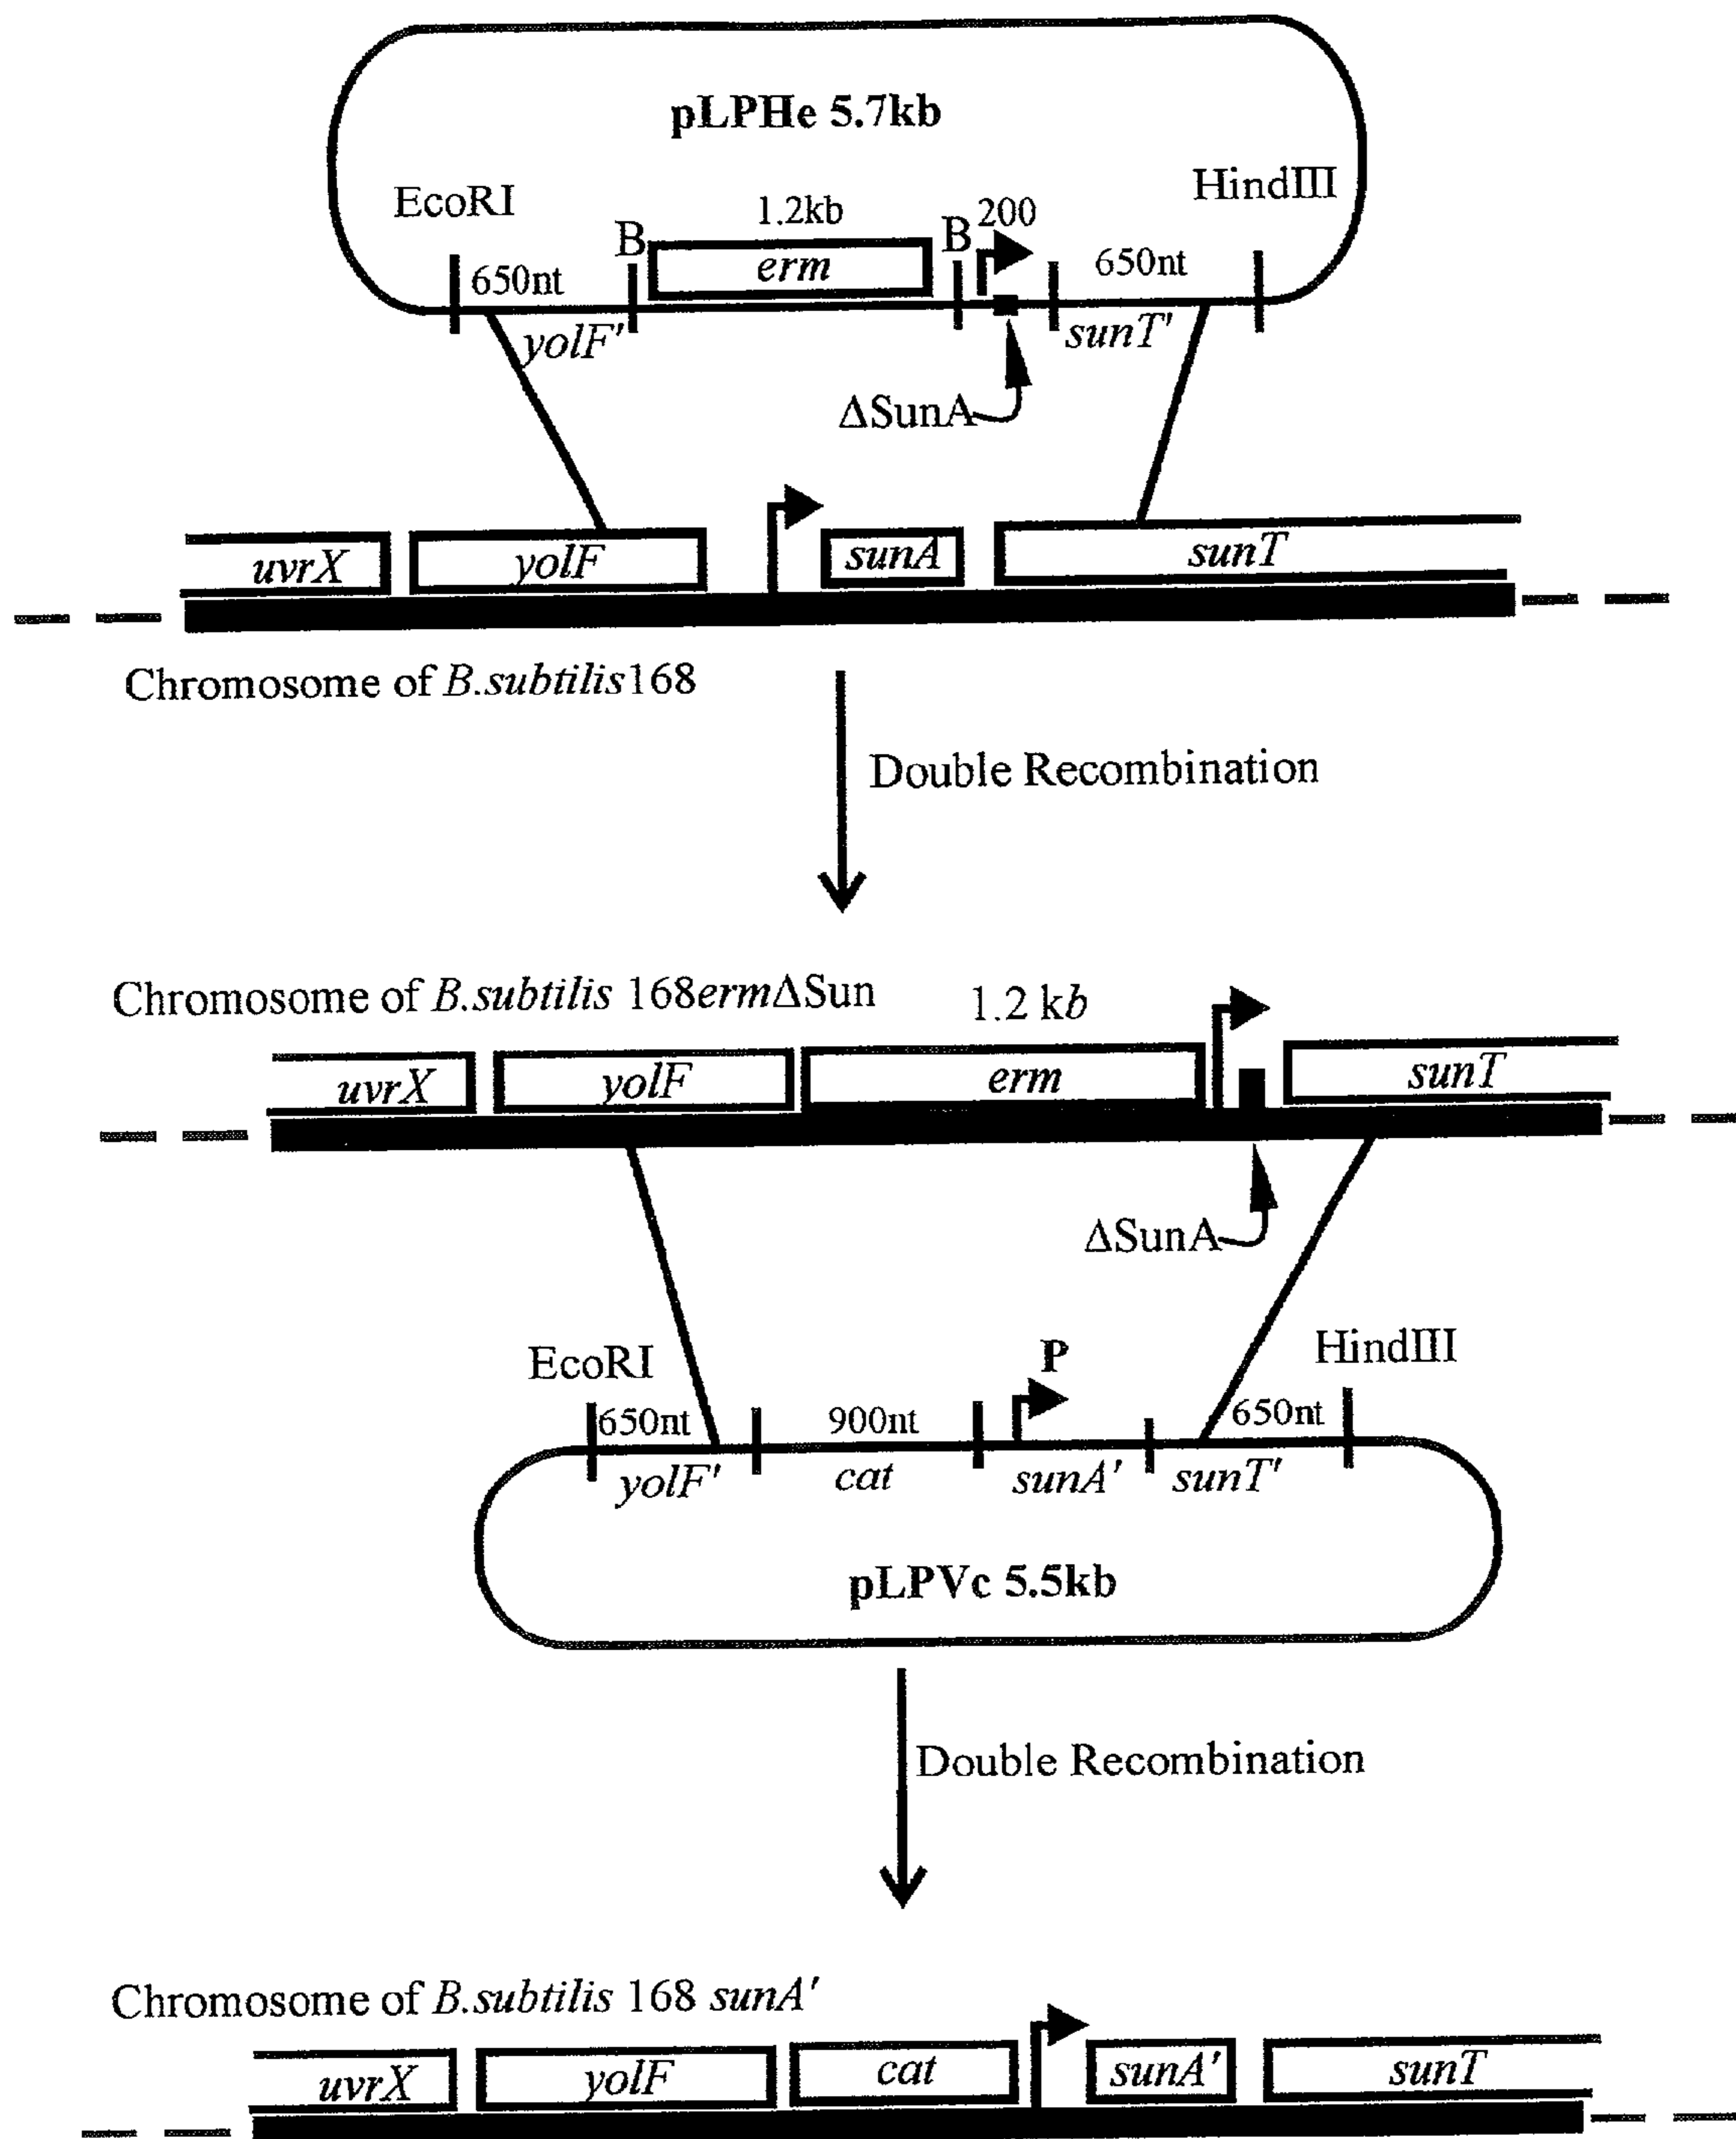 pLPHe 5.7kb
EcoRI
HindIII
B
1.2kb
B
200
650nt
erm
650nt
yolF'
sunT'
ΔSunA
uvrX
yolF
sunA
sunT
Chromosome of B.subtilis168
Double Recombination
Chromosome of B.subtilis 168ermΔSun
1.2 kb
uvrX
yolF
erm
sunT
ΔSunA
EcoRI
P
HindIII
650nt
900nt
650nt
yolF'
cat
sunA'
sunT'
pLPVc 5.5kb
Double Recombination
Chromosome of B.subtilis 168 sunA'
uvrX
yolF
cat
sunA'
sunT